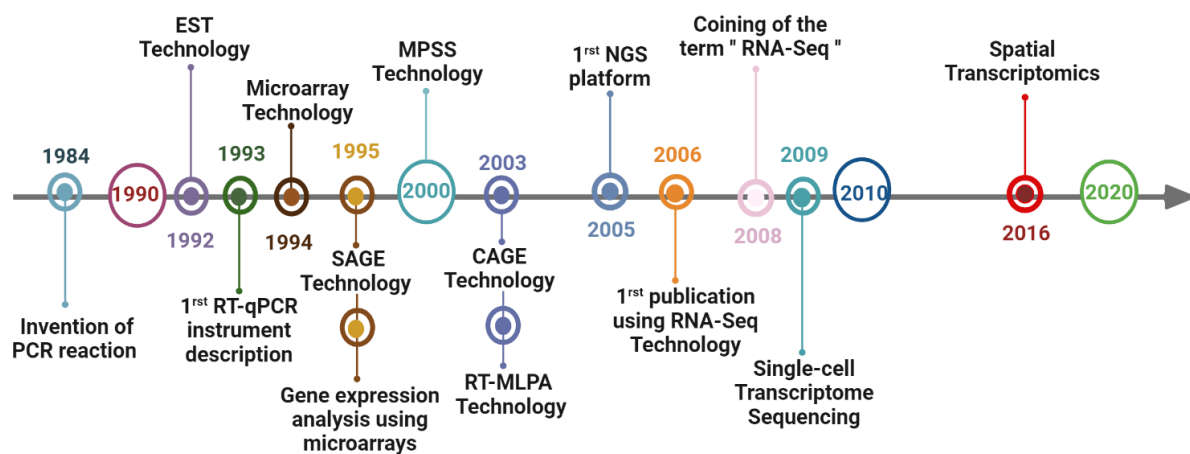 EST
Technology
Microarray
Technology
MPSS
Technology
1rst NGS
platform
Coining of the
term " RNA-Seq "
Spatial
Transcriptomics
1984
1990
1992
1993
1994
1995
2000
2003
2005
2006
2008
2009
2010
2016
2020
Invention of
PCR reaction
1rst RT-qPCR
instrument
description
SAGE
Technology
Gene expression
analysis using
microarrays
CAGE
Technology
RT-MLPA
Technology
1rst publication
using RNA-Seq
Technology
Single-cell
Transcriptome
Sequencing